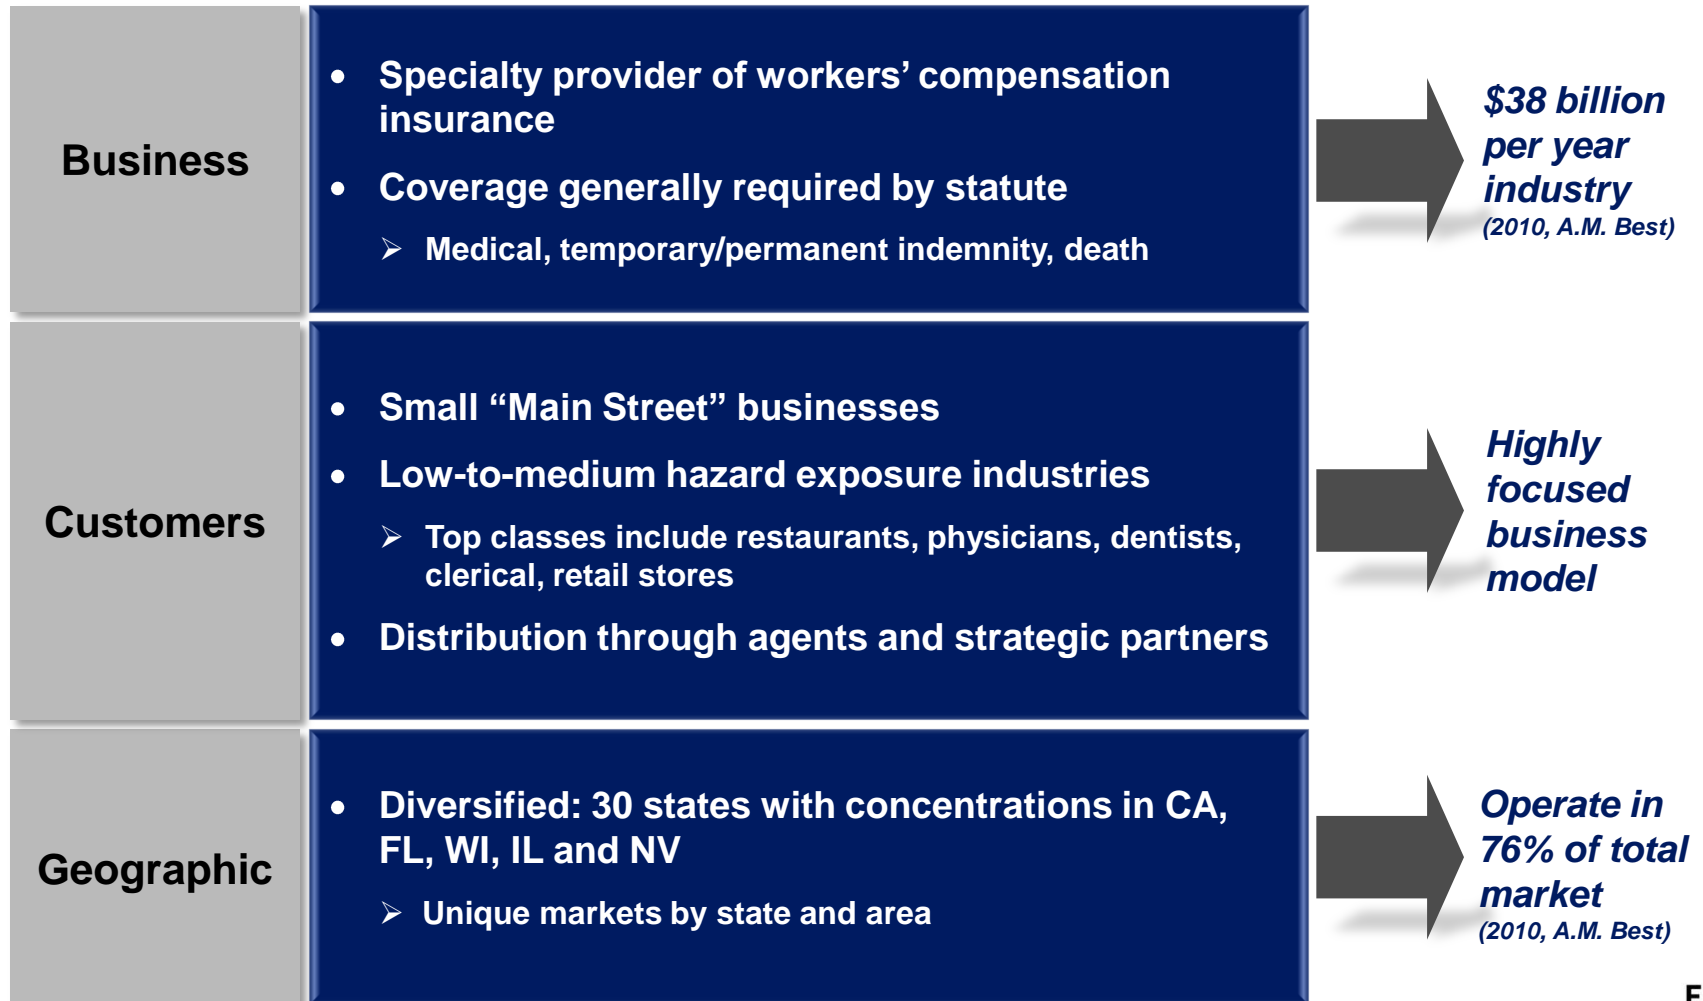 Business
• Specialty provider of workers’ compensation
insurance
• Coverage generally required by statute
➢ Medical, temporary/permanent indemnity, death
$38 billion
per year
industry
(2010, A.M. Best)
Customers
• Small “Main Street” businesses
• Low-to-medium hazard exposure industries
➢ Top classes include restaurants, physicians, dentists,
clerical, retail stores
• Distribution through agents and strategic partners
Highly
focused
business
model
Geographic
• Diversified: 30 states with concentrations in CA,
FL, WI, IL and NV
➢ Unique markets by state and area
Operate in
76% of total
market
(2010, A.M. Best)